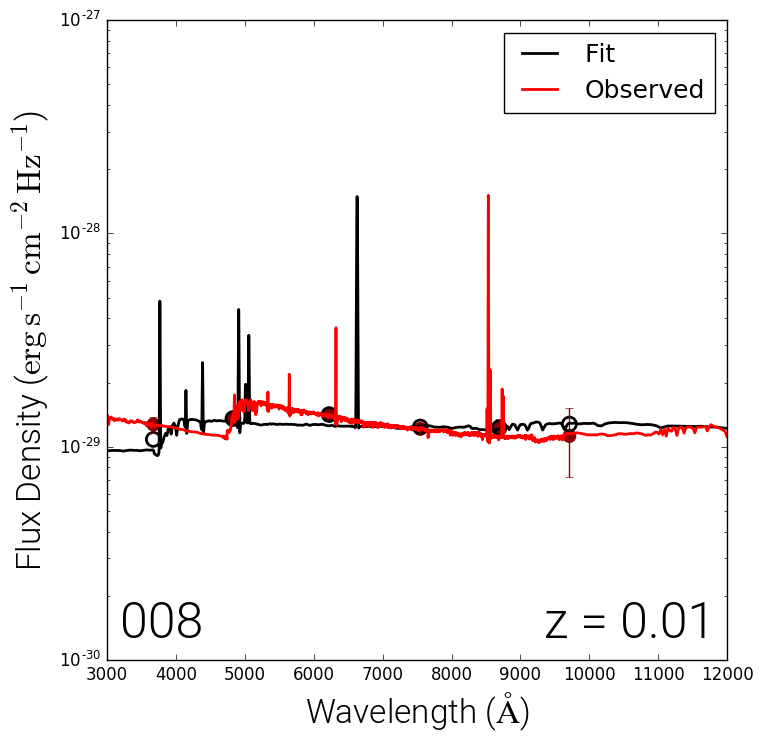 10^-27
10^-28
10^-29
10^-30
Flux Density (erg s^-1 cm^-2 Hz^-1)
Fit
Observed
008
z = 0.01
3000 4000 5000 6000 7000 8000 9000 10000 11000 12000
Wavelength (Å)